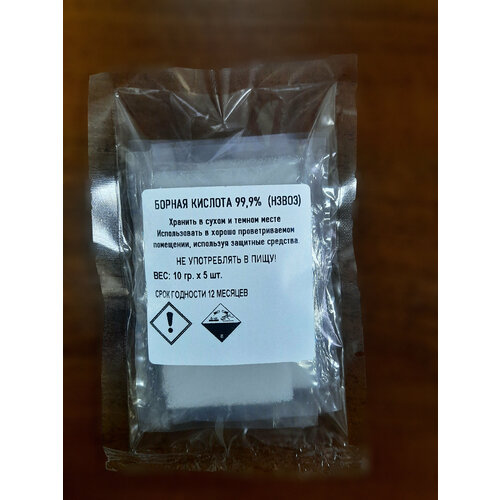 БОРНАЯ КИСЛОТА 99,9% (H3BO3)
Хранить в сухом и темном месте
Использовать в хорошо проветриваемом
помещении, используя защитные средства.
НЕ УПОТРЕБЛЯТЬ В ПИЩУ!
ВЕС: 10 гр. х 5 шт.
СРОК ГОДНОСТИ 12 МЕСЯЦЕВ